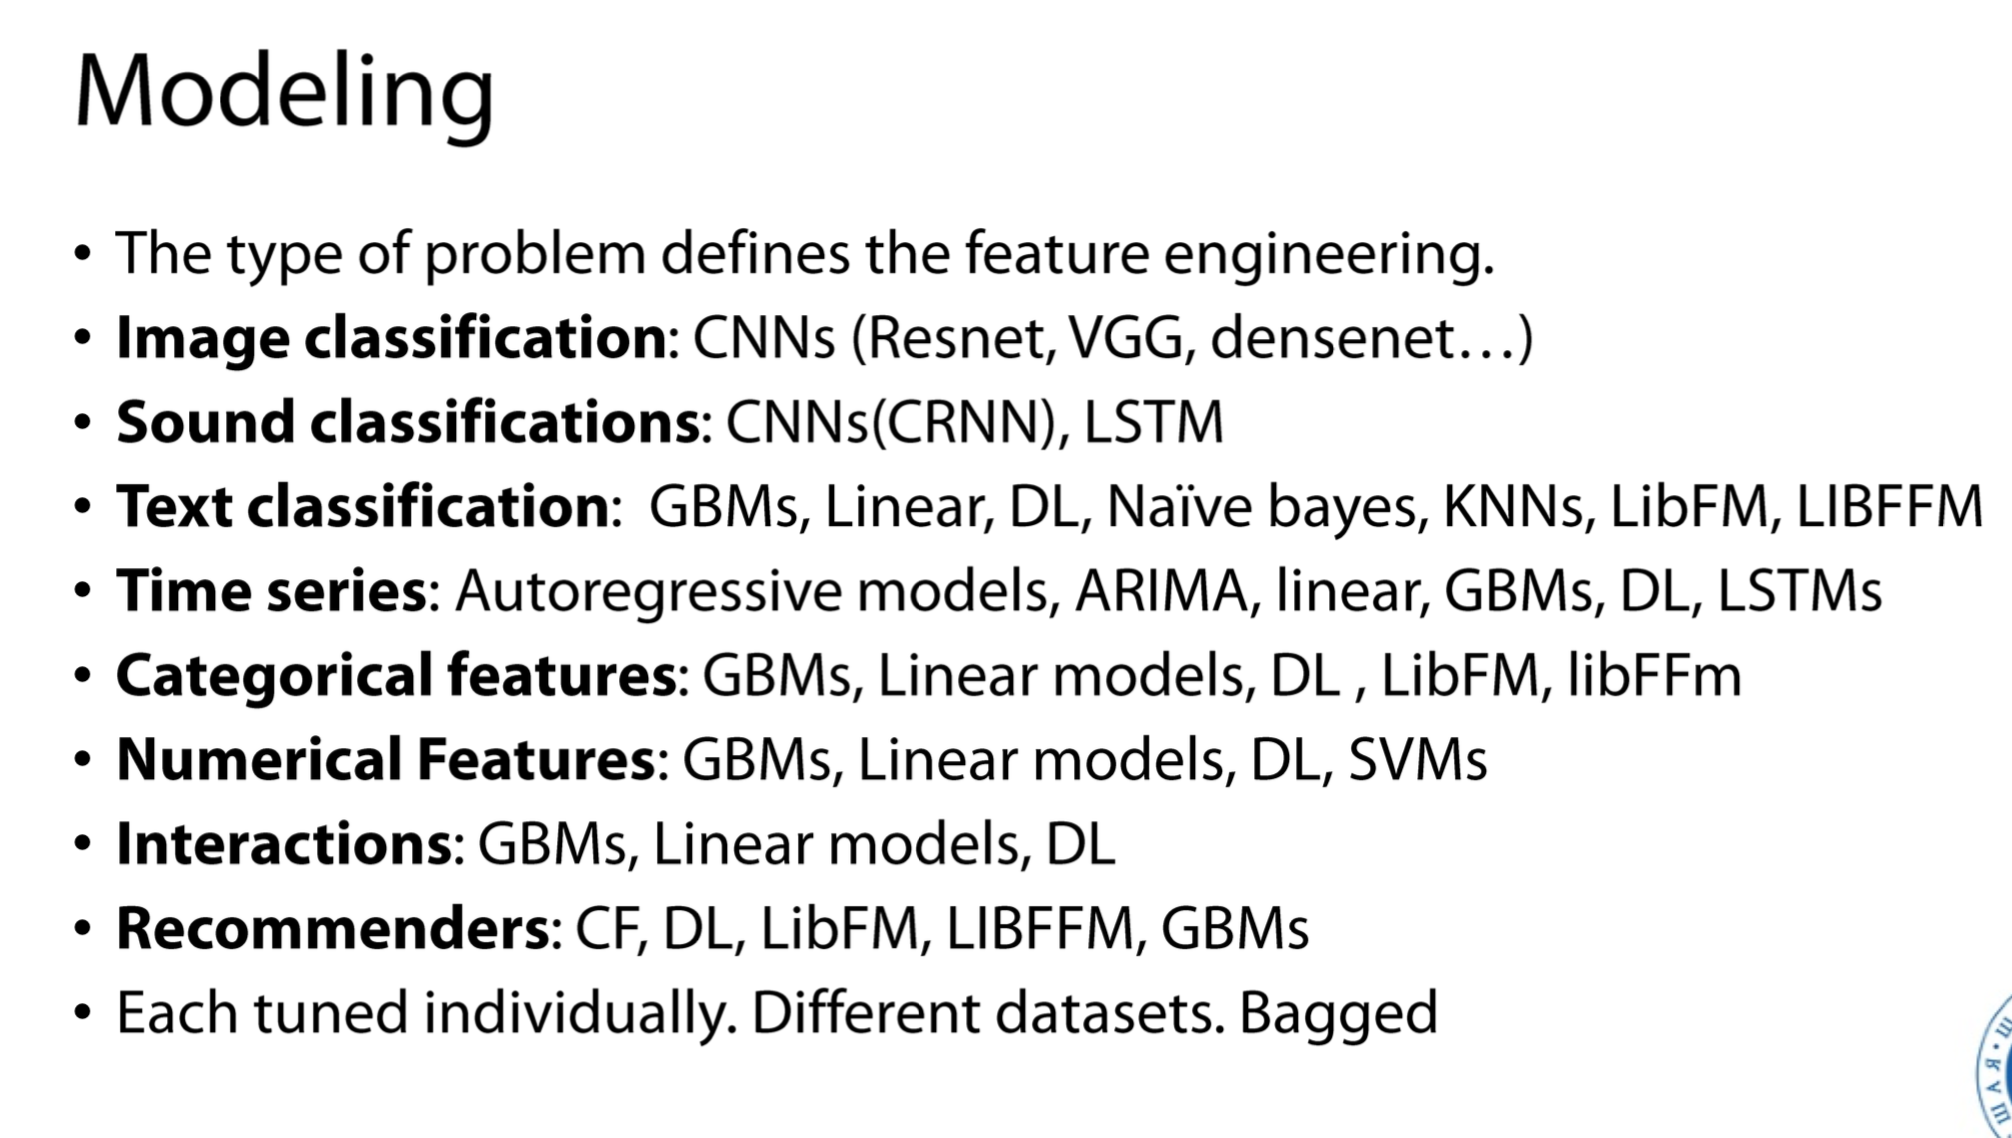 Modeling
• The type of problem defines the feature engineering.
• Image classification: CNNs (Resnet, VGG, densenet…)
• Sound classifications: CNNs(CRNN), LSTM
• Text classification:  GBMs, Linear, DL, Naïve bayes, KNNs, LibFM, LIBFFM
• Time series: Autoregressive models, ARIMA, linear, GBMs, DL, LSTMs
• Categorical features: GBMs, Linear models, DL , LibFM, libFFm
• Numerical Features: GBMs, Linear models, DL, SVMs
• Interactions: GBMs, Linear models, DL
• Recommenders: CF, DL, LibFM, LIBFFM, GBMs
• Each tuned individually. Different datasets. Bagged